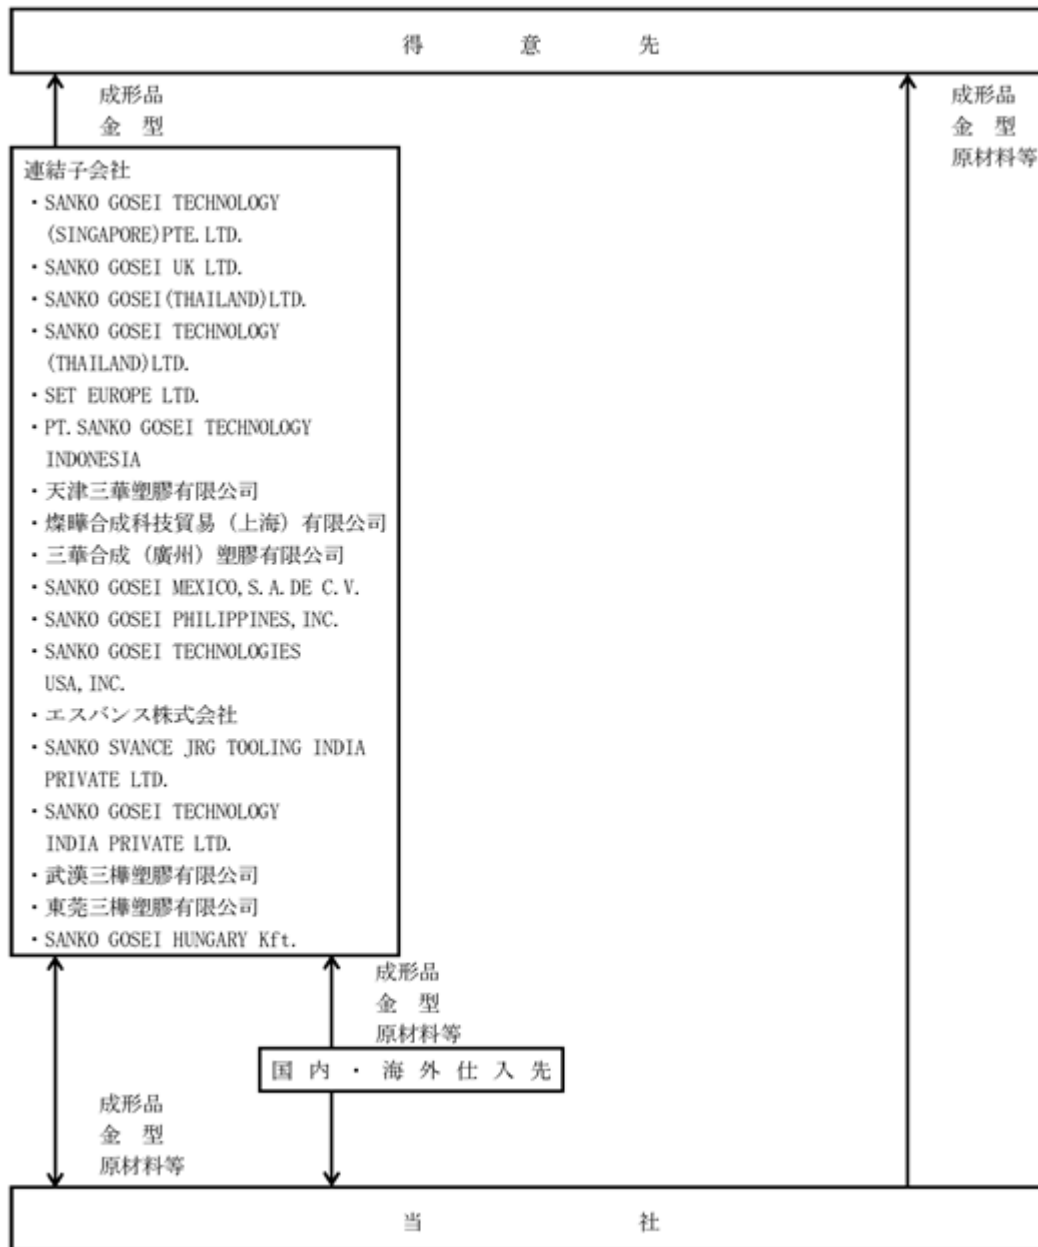 得 意 先
成形品
金 型
成形品
金 型
原材料等
連結子会社
・SANKO GOSEI TECHNOLOGY
(SINGAPORE)PTE.LTD.
・SANKO GOSEI UK LTD.
・SANKO GOSEI(THAILAND)LTD.
・SANKO GOSEI TECHNOLOGY
(THAILAND)LTD.
・SET EUROPE LTD.
・PT.SANKO GOSEI TECHNOLOGY
INDONESIA
・天津三華塑膠有限公司
・燦曄合成科技貿易（上海）有限公司
・三華合成（廣州）塑膠有限公司
・SANKO GOSEI MEXICO,S.A.DE C.V.
・SANKO GOSEI PHILIPPINES,INC.
・SANKO GOSEI TECHNOLOGIES
USA,INC.
・エスバンス株式会社
・SANKO SVANCE JRG TOOLING INDIA
PRIVATE LTD.
・SANKO GOSEI TECHNOLOGY
INDIA PRIVATE LTD.
・武漢三樺塑膠有限公司
・東莞三樺塑膠有限公司
・SANKO GOSEI HUNGARY Kft.
成形品
金 型
原材料等
国 内 ・ 海 外 仕 入 先
成形品
金 型
原材料等
当 社